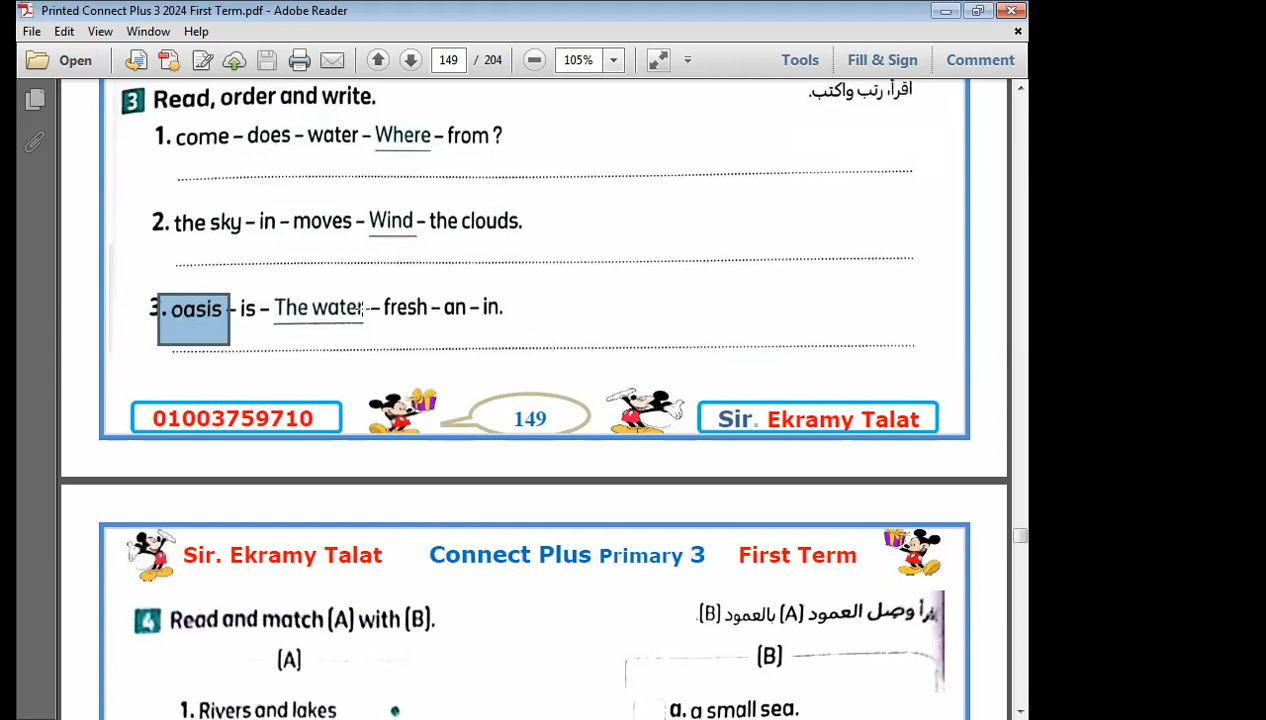 Printed Connect Plus 3 2024 First Term.pdf - Adobe Reader
File Edit View Window Help
Open 149 / 204 105% Tools Fill & Sign Comment
3 Read, order and write. اقرأ، رتب واكتب.
1. come – does – water – Where – from ?
2. the sky – in – moves – Wind – the clouds.
3. oasis – is – The water – fresh – an – in.
01003759710 149 Sir. Ekramy Talat
Sir. Ekramy Talat Connect Plus Primary 3 First Term
4 Read and match (A) with (B). وصل العمود (A) بالعمود (B).
(A) (B)
1. Rivers and lakes a. a small sea.